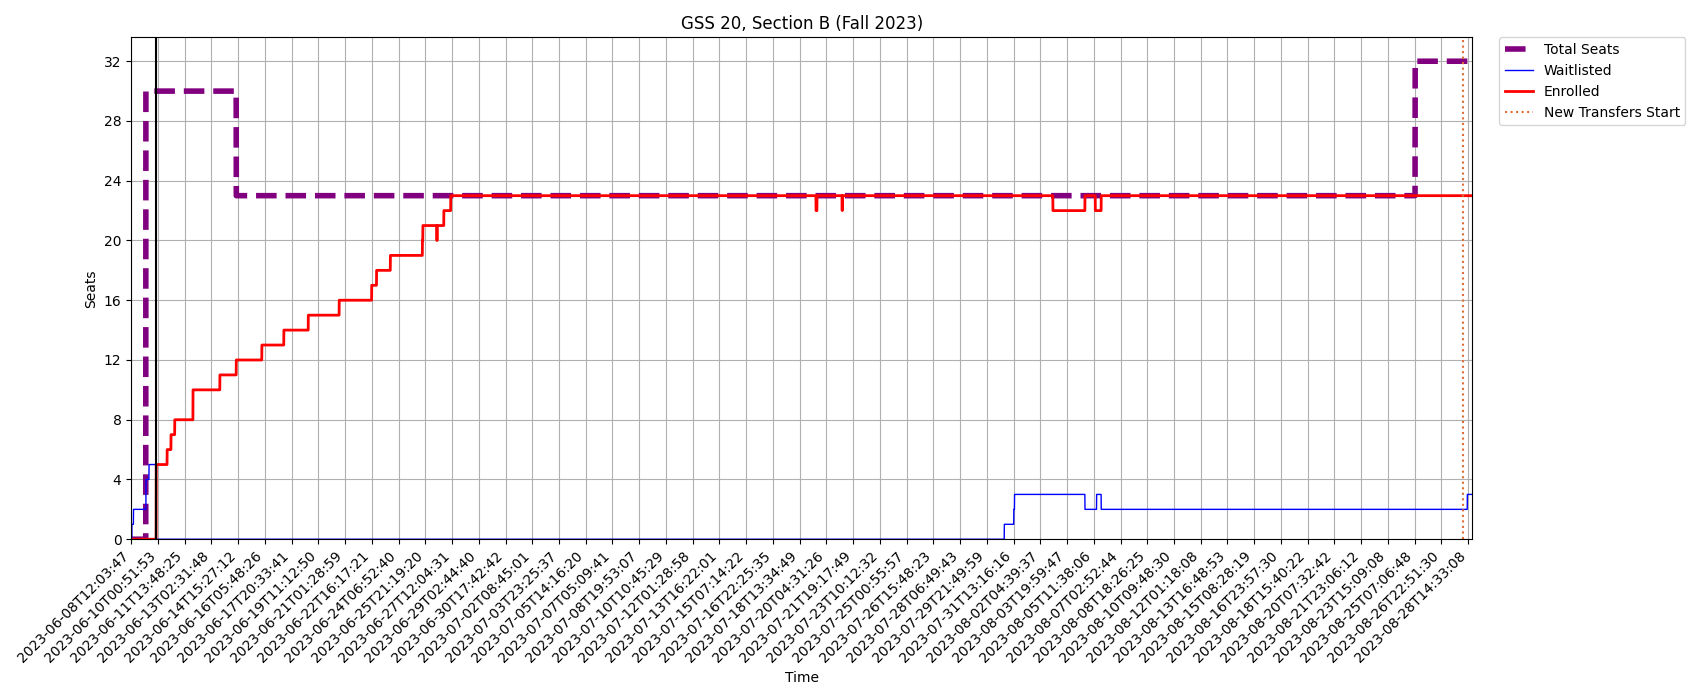 GSS 20, Section B (Fall 2023)
Total Seats
Waitlisted
Enrolled
New Transfers Start
Seats
32
28
24
20
16
12
8
4
0
2023-06-08T12:03:47
2023-06-10T00:51:53
2023-06-11T13:48:25
2023-06-13T02:31:48
2023-06-14T15:27:12
2023-06-16T05:48:26
2023-06-17T20:33:41
2023-06-19T11:12:50
2023-06-21T01:28:59
2023-06-22T16:17:21
2023-06-24T06:52:40
2023-06-25T21:19:20
2023-06-27T12:04:31
2023-06-29T02:44:40
2023-06-30T17:42:42
2023-07-02T08:45:01
2023-07-03T23:25:37
2023-07-05T14:16:20
2023-07-07T05:09:41
2023-07-08T19:53:07
2023-07-10T10:45:29
2023-07-12T01:28:58
2023-07-13T16:22:01
2023-07-15T07:14:22
2023-07-16T22:25:35
2023-07-18T13:34:49
2023-07-20T04:31:26
2023-07-21T19:17:49
2023-07-23T10:12:32
2023-07-25T00:55:57
2023-07-26T15:48:23
2023-07-28T06:49:43
2023-07-29T21:49:59
2023-07-31T13:16:16
2023-08-02T04:39:37
2023-08-03T19:59:47
2023-08-05T11:38:06
2023-08-07T02:52:44
2023-08-08T18:26:25
2023-08-10T09:48:30
2023-08-12T01:18:08
2023-08-13T16:48:53
2023-08-15T08:28:19
2023-08-16T23:57:30
2023-08-18T15:40:22
2023-08-20T07:32:42
2023-08-21T23:06:12
2023-08-23T15:09:08
2023-08-25T07:06:48
2023-08-26T22:51:30
2023-08-28T14:33:08
Time